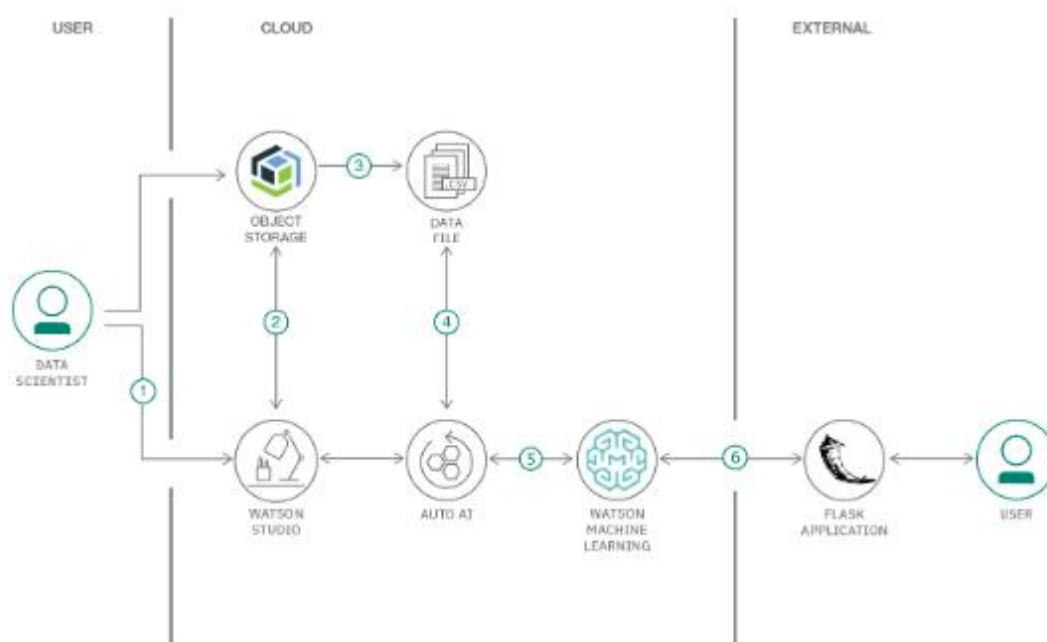 USER
CLOUD
EXTERNAL
3
.CSV
OBJECT
STORAGE
DATA
FILE
2
4
DATA
SCIENTIST
1
5
6
WATSON
STUDIO
AUTO AI
WATSON
MACHINE
LEARNING
FLASK
APPLICATION
USER